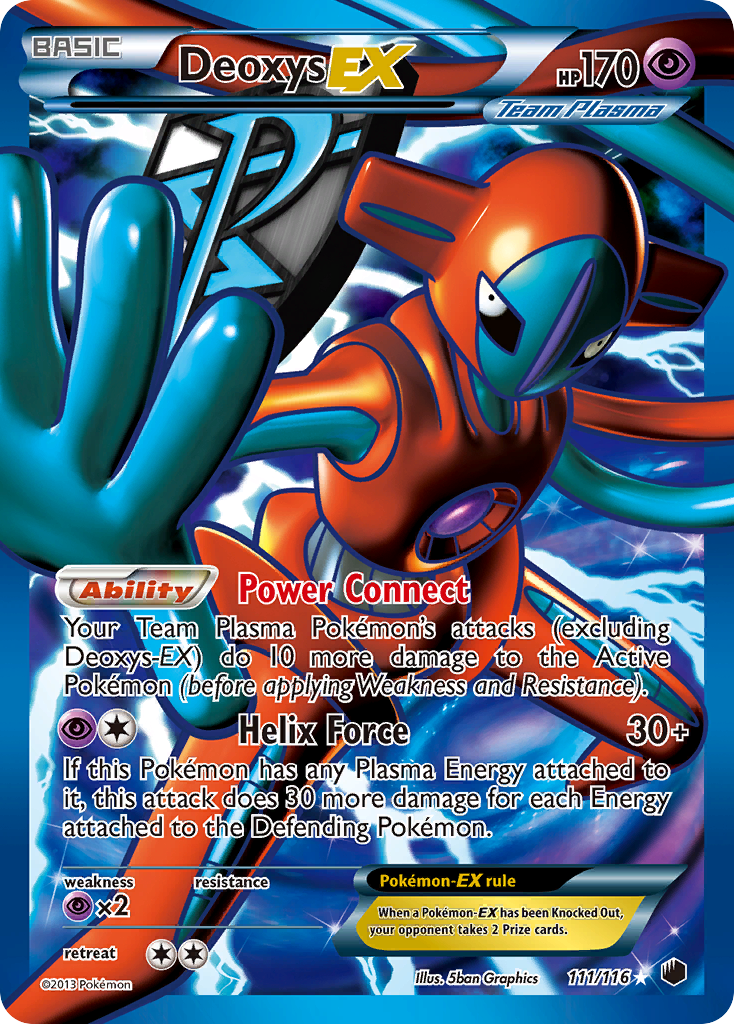 BASIC
Deoxys EX
HP170
Team Plasma
Ability Power Connect
Your Team Plasma Pokémon's attacks (excluding
Deoxys-EX) do 10 more damage to the Active
Pokémon (before applying Weakness and Resistance).
Helix Force 30+
If this Pokémon has any Plasma Energy attached to
it, this attack does 30 more damage for each Energy
attached to the Defending Pokémon.
weakness resistance
×2
retreat
Pokémon-EX rule
When a Pokémon-EX has been Knocked Out,
your opponent takes 2 Prize cards.
©2013 Pokémon
Illus. 5ban Graphics
111/116